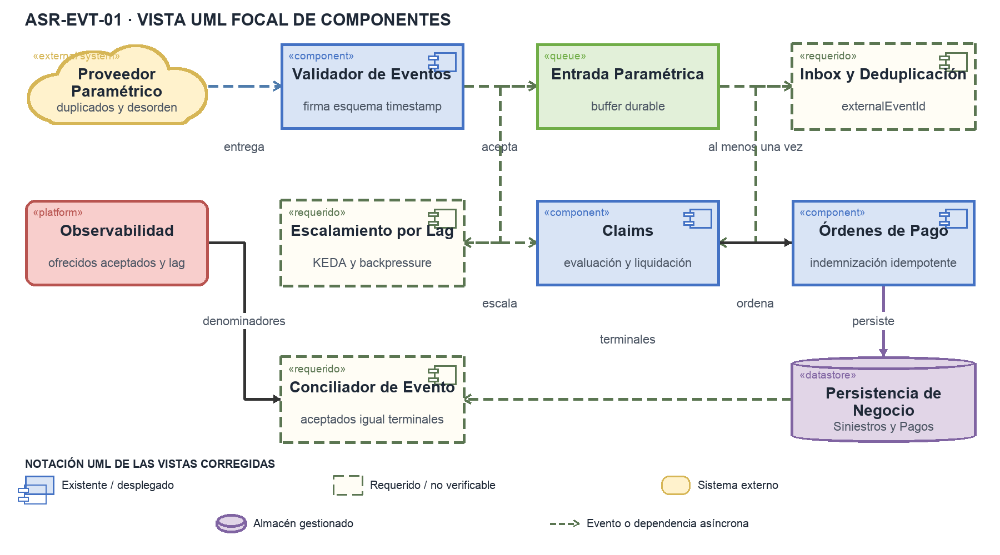 ASR-EVT-01 · VISTA UML FOCAL DE COMPONENTES
«external system»
Proveedor
Paramétrico
duplicados y desorden
«component»
Validador de Eventos
firma esquema timestamp
«queue»
Entrada Paramétrica
buffer durable
«requerido»
Inbox y Deduplicación
externalEventId
entrega
acepta
al menos una vez
«platform»
Observabilidad
ofrecidos aceptados y lag
«requerido»
Escalamiento por Lag
KEDA y backpressure
«component»
Claims
evaluación y liquidación
«component»
Órdenes de Pago
indemnización idempotente
escala
ordena
denominadores
persiste
terminales
«requerido»
Conciliador de Evento
aceptados igual terminales
«datastore»
Persistencia de
Negocio
Siniestros y Pagos
NOTACIÓN UML DE LAS VISTAS CORREGIDAS
Existente / desplegado
Requerido / no verificable
Sistema externo
Almacén gestionado
Evento o dependencia asíncrona